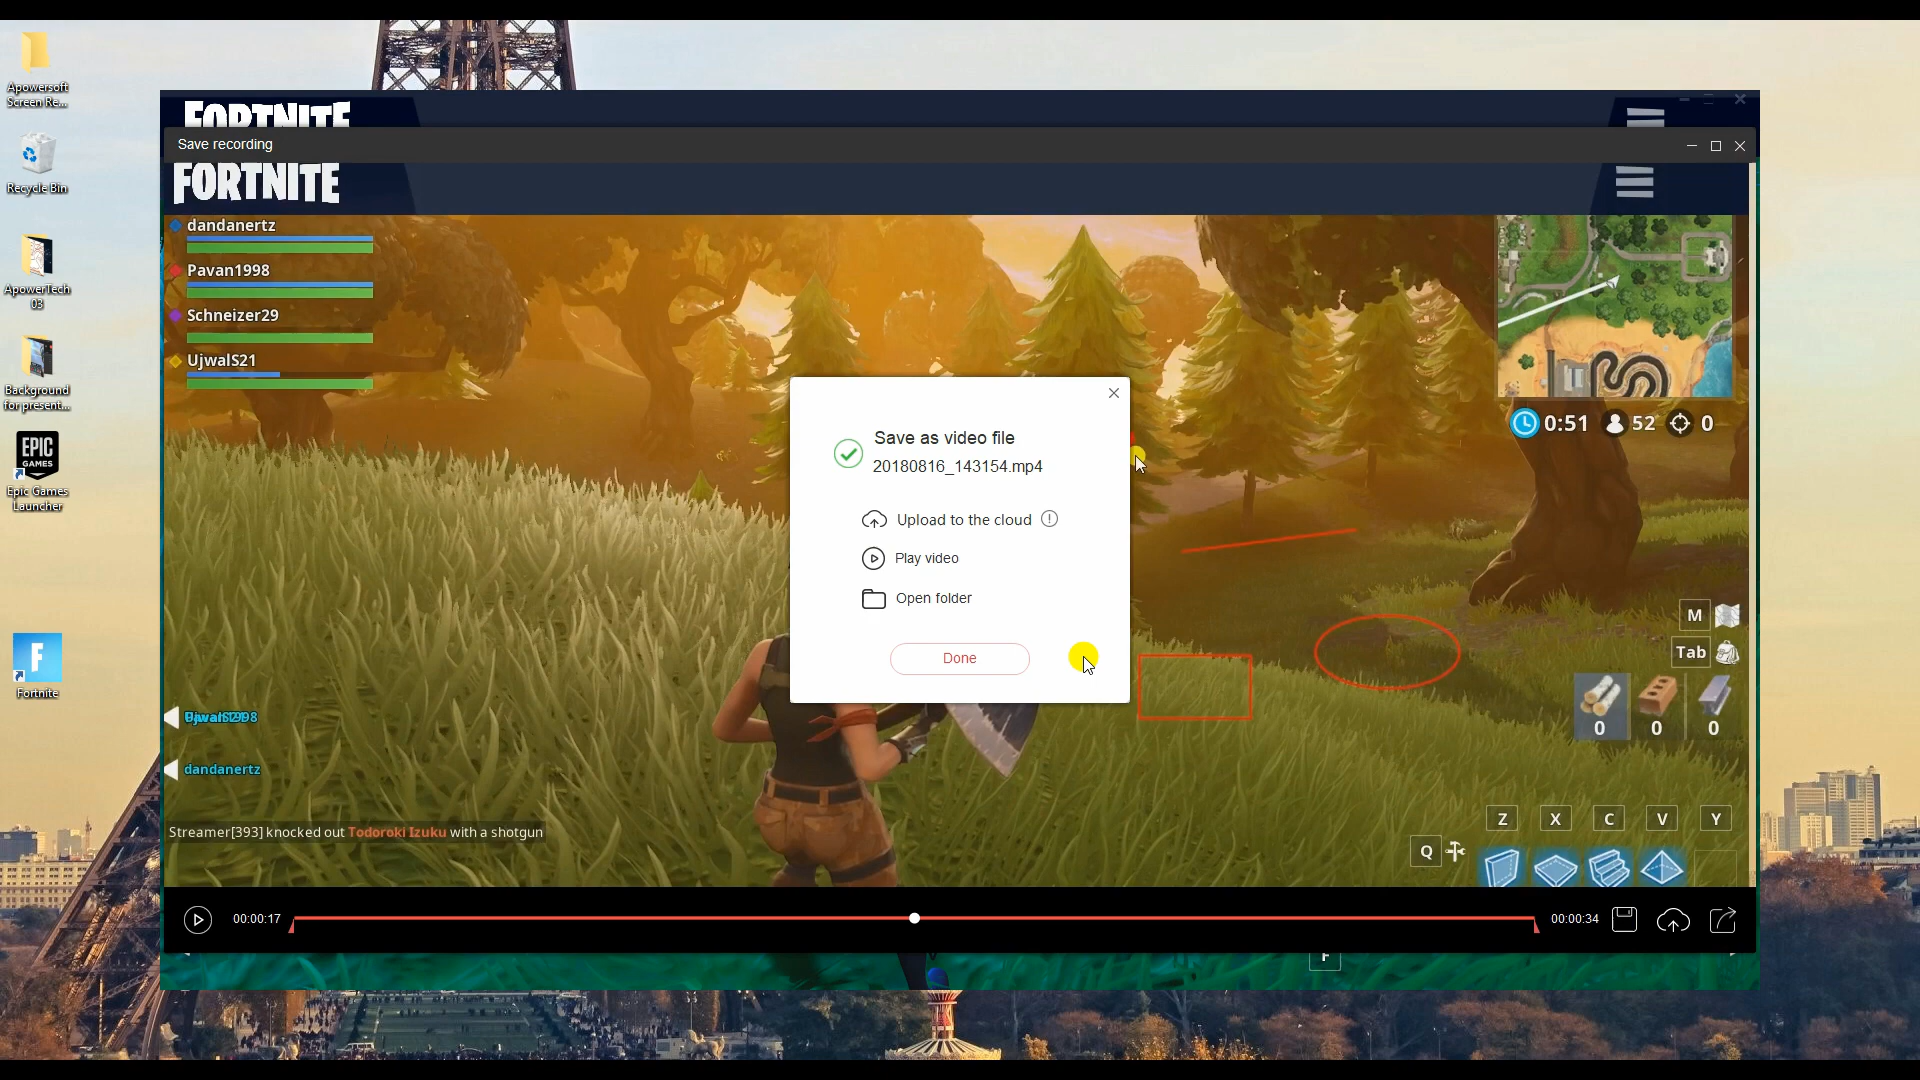 Apowersoft
Screen Re...
Recycle Bin
ApowerTech
03
Background
for present...
EPIC
GAMES
Epic Games
Launcher
F
Fortnite
FORTNITE
Save recording
FORTNITE
dandanertz
Pavan1998
Schneizer29
UjwalS21
0:51
52
0
Save as video file
20180816_143154.mp4
Upload to the cloud
Play video
Open folder
Done
M
Tab
0
0
0
dandanertz
Streamer[393] knocked out Todoroki Izuku with a shotgun
Z
X
C
V
Y
Q
00:00:17
00:00:34
F